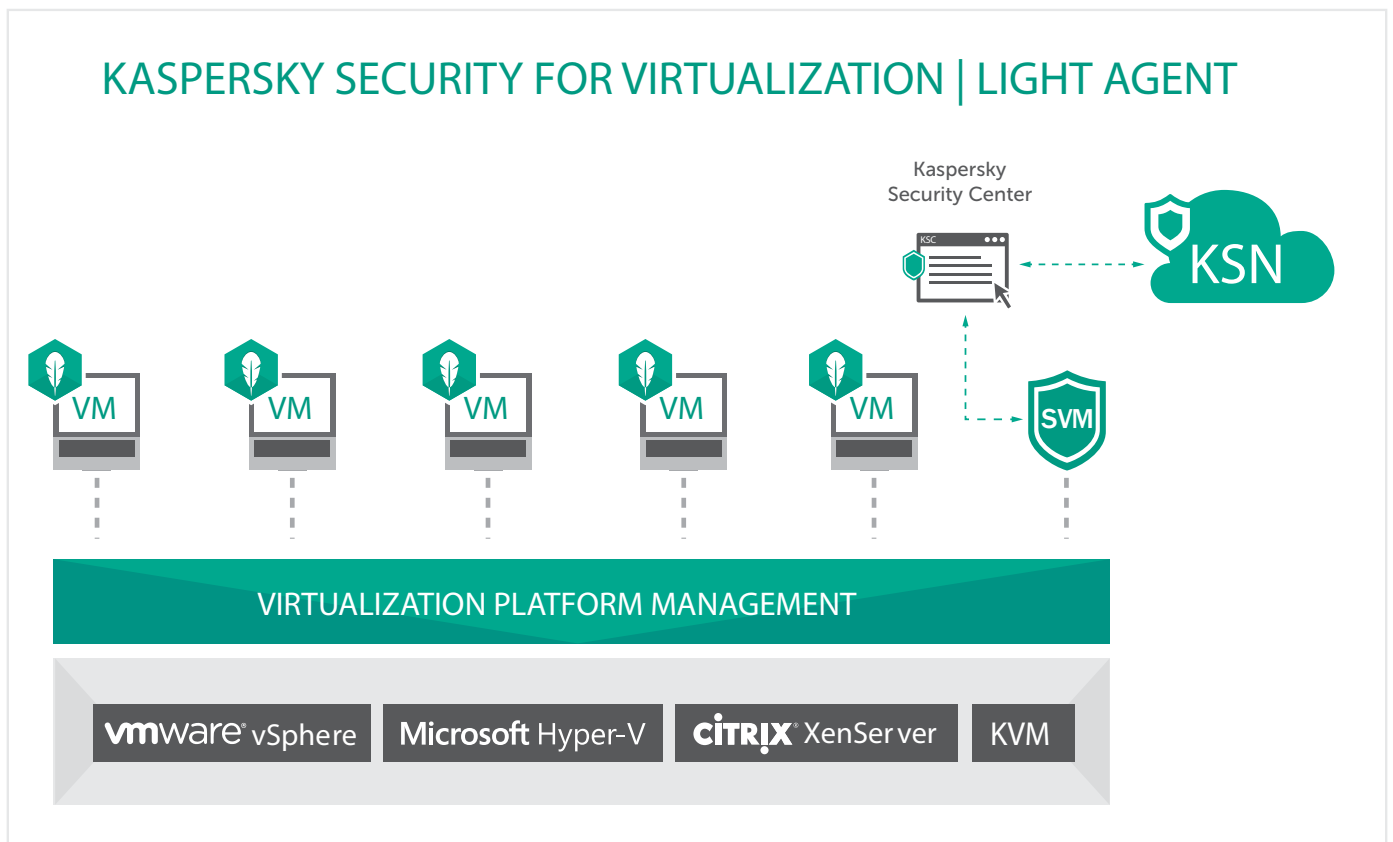 KASPERSKY SECURITY FOR VIRTUALIZATION | LIGHT AGENT
Kaspersky
Security Center
KSC
KSN
VM
VM
VM
VM
VM
SVM
VIRTUALIZATION PLATFORM MANAGEMENT
vmware® vSphere
Microsoft Hyper-V
CITRIX® XenServer
KVM